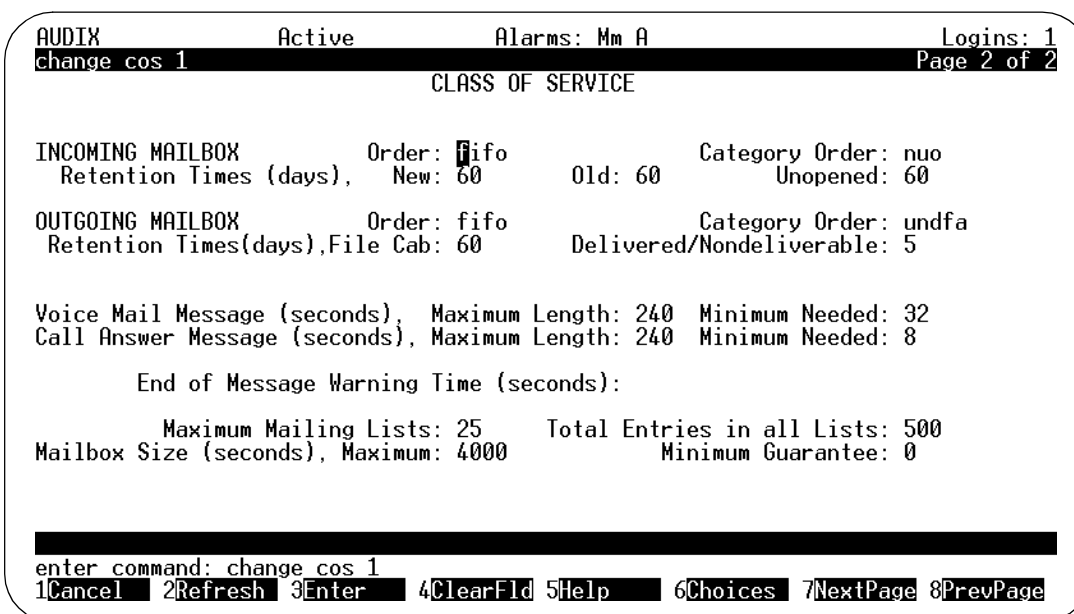 AUDIX Active Alarms: Mm A Logins: 1
change cos 1 Page 2 of 2
CLASS OF SERVICE
INCOMING MAILBOX Order: fifo Category Order: nuo
Retention Times (days), New: 60 Old: 60 Unopened: 60
OUTGOING MAILBOX Order: fifo Category Order: undfa
Retention Times(days),File Cab: 60 Delivered/Nondeliverable: 5
Voice Mail Message (seconds), Maximum Length: 240 Minimum Needed: 32
Call Answer Message (seconds), Maximum Length: 240 Minimum Needed: 8
End of Message Warning Time (seconds):
Maximum Mailing Lists: 25 Total Entries in all Lists: 500
Mailbox Size (seconds), Maximum: 4000 Minimum Guarantee: 0
enter command: change cos 1
1Cancel 2Refresh 3Enter 4ClearFld 5Help 6Choices 7NextPage 8PrevPage